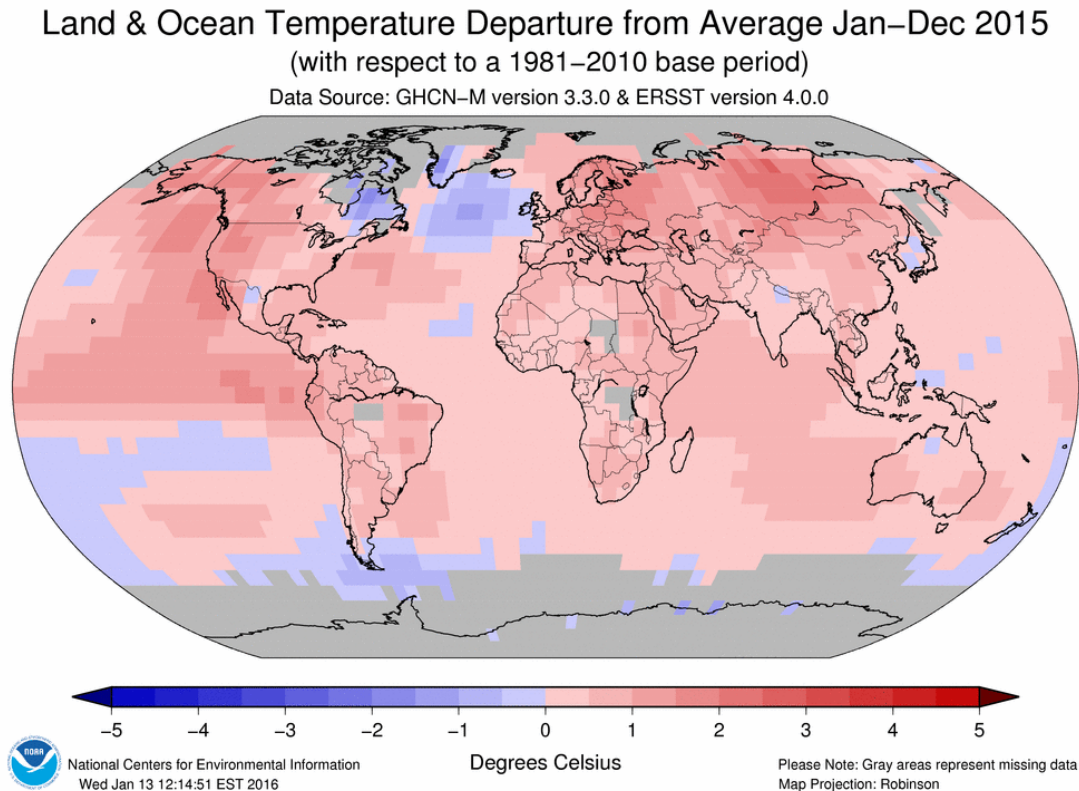 Land & Ocean Temperature Departure from Average Jan−Dec 2015
(with respect to a 1981−2010 base period)
Data Source: GHCN−M version 3.3.0 & ERSST version 4.0.0
−5 −4 −3 −2 −1 0 1 2 3 4 5
Degrees Celsius
NOAA
National Centers for Environmental Information
Wed Jan 13 12:14:51 EST 2016
Please Note: Gray areas represent missing data
Map Projection: Robinson